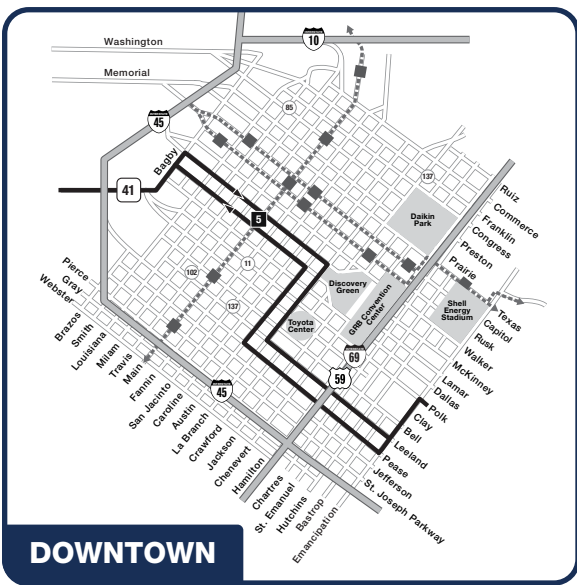 Washington
10
Memorial
85
45
Bagby
137
41
5
Daikin
Park
Ruiz
Commerce
Franklin
Congress
Preston
Prairie
Texas
Capitol
Rusk
Walker
McKinney
Lamar
Dallas
Polk
Clay
Bell
Leeland
Pease
Jefferson
St. Joseph Parkway
102
11
137
Discovery
Green
GRB Convention
Center
Shell
Energy
Stadium
Toyota
Center
69
59
45
Pierce
Gray
Webster
Brazos
Smith
Louisiana
Milam
Travis
Main
Fannin
San Jacinto
Caroline
Austin
La Branch
Crawford
Jackson
Chenevert
Hamilton
Chartres
St. Emanuel
Hutchins
Bastrop
Emancipation
DOWNTOWN